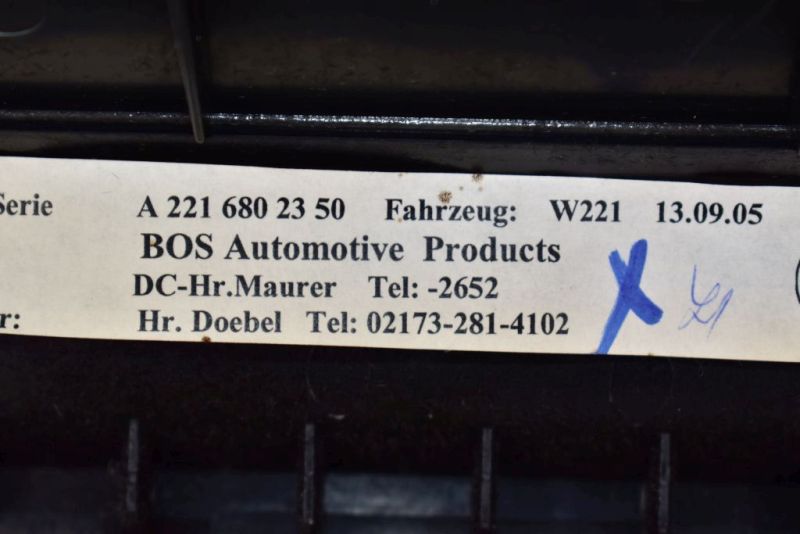 Serie A 221 680 23 50 Fahrzeug: W221 13.09.05
BOS Automotive Products
DC-Hr.Maurer Tel: -2652
r: Hr. Doebel Tel: 02173-281-4102